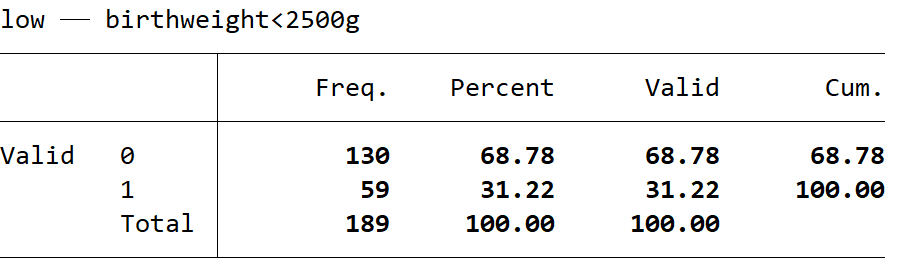 low — birthweight<2500g
Freq. Percent Valid Cum.
Valid 0 130 68.78 68.78 68.78
1 59 31.22 31.22 100.00
Total 189 100.00 100.00